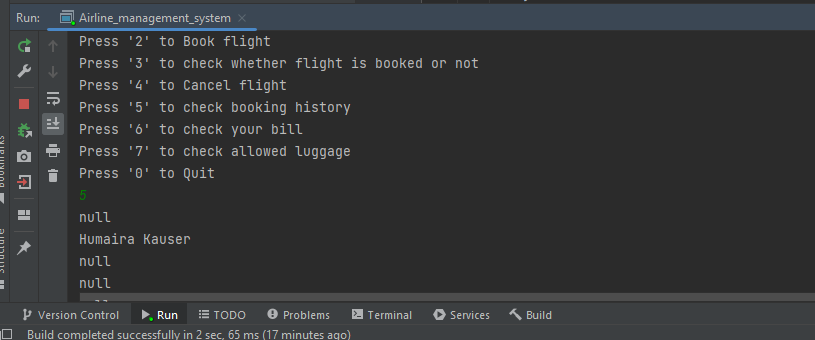 Run: Airline_management_system
Press '2' to Book flight
Press '3' to check whether flight is booked or not
Press '4' to Cancel flight
Press '5' to check booking history
Press '6' to check your bill
Press '7' to check allowed luggage
Press '0' to Quit
5
null
Humaira Kauser
null
null
Bookmarks
Structure
Version Control Run TODO Problems Terminal Services Build
Build completed successfully in 2 sec, 65 ms (17 minutes ago)